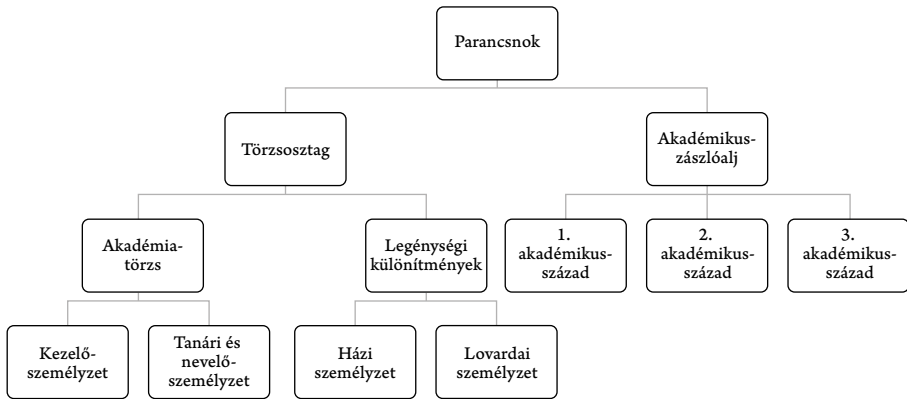 Parancsnok
Törzsosztag
Akadémikus-
zászlóalj
Akadémia-
törzs
Legénységi
különítmények
1.
akadémikus-
század
2.
akadémikus-
század
3.
akadémikus-
század
Kezelő-
személyzet
Tanári és
nevelő-
személyzet
Házi
személyzet
Lovardai
személyzet